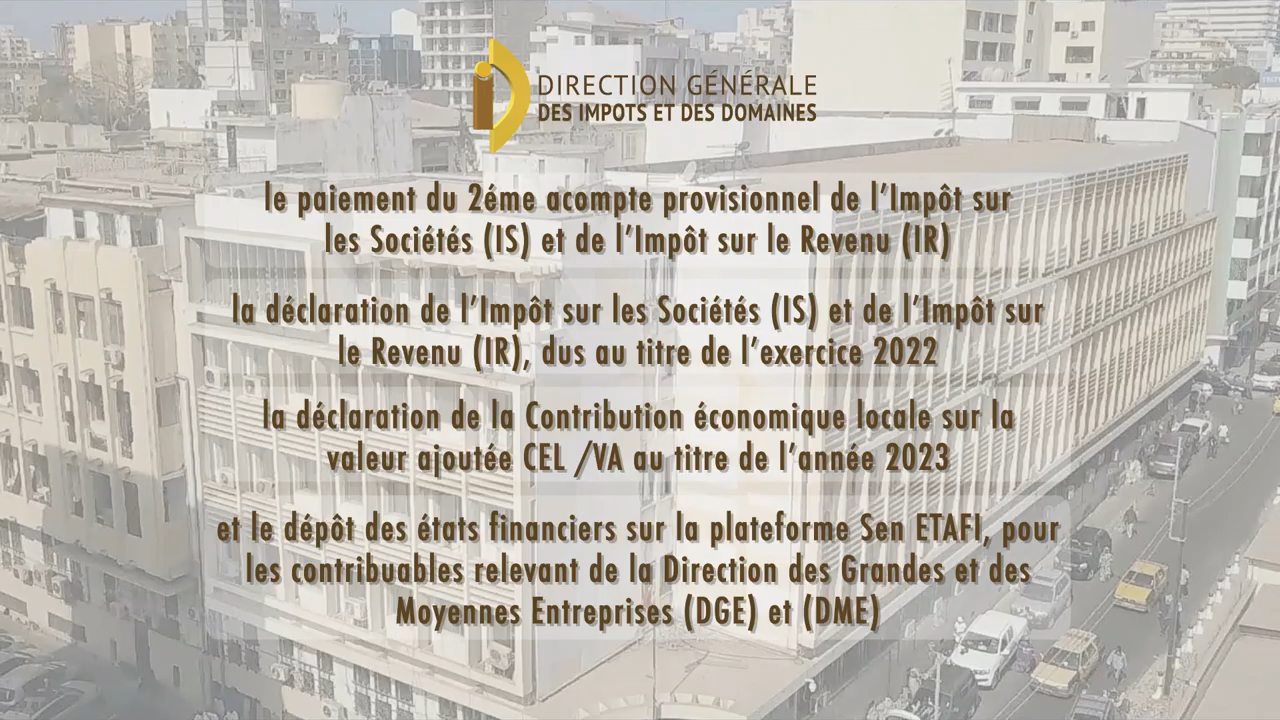 DIRECTION GÉNÉRALE
DES IMPOTS ET DES DOMAINES
le paiement du 2éme acompte provisionnel de l’Impôt sur
les Sociétés (IS) et de l’Impôt sur le Revenu (IR)
la déclaration de l’Impôt sur les Sociétés (IS) et de l’Impôt sur
le Revenu (IR), dus au titre de l’exercice 2022
la déclaration de la Contribution économique locale sur la
valeur ajoutée CEL /VA au titre de l’année 2023
et le dépôt des états financiers sur la plateforme Sen ETAFI, pour
les contribuables relevant de la Direction des Grandes et des
Moyennes Entreprises (DGE) et (DME)